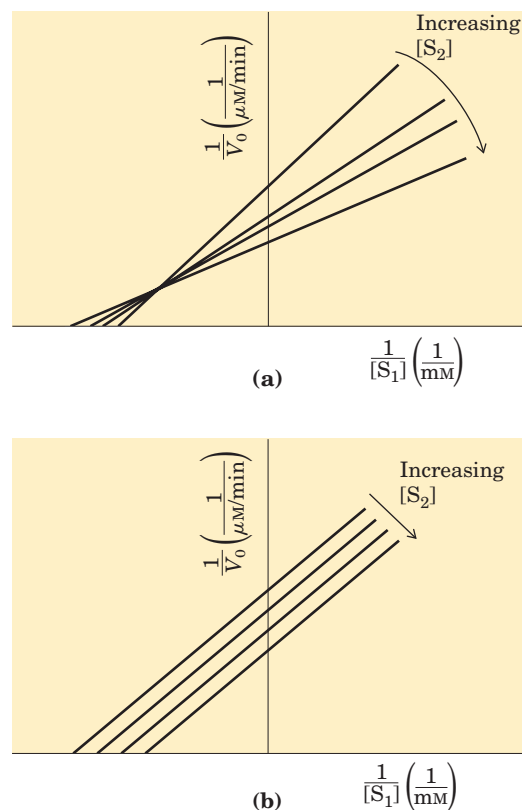 Increasing
[S₂]
1/V₀ (1/μM/min)
1/[S₁] (1/mM)
(a)
Increasing
[S₂]
1/V₀ (1/μM/min)
1/[S₁] (1/mM)
(b)